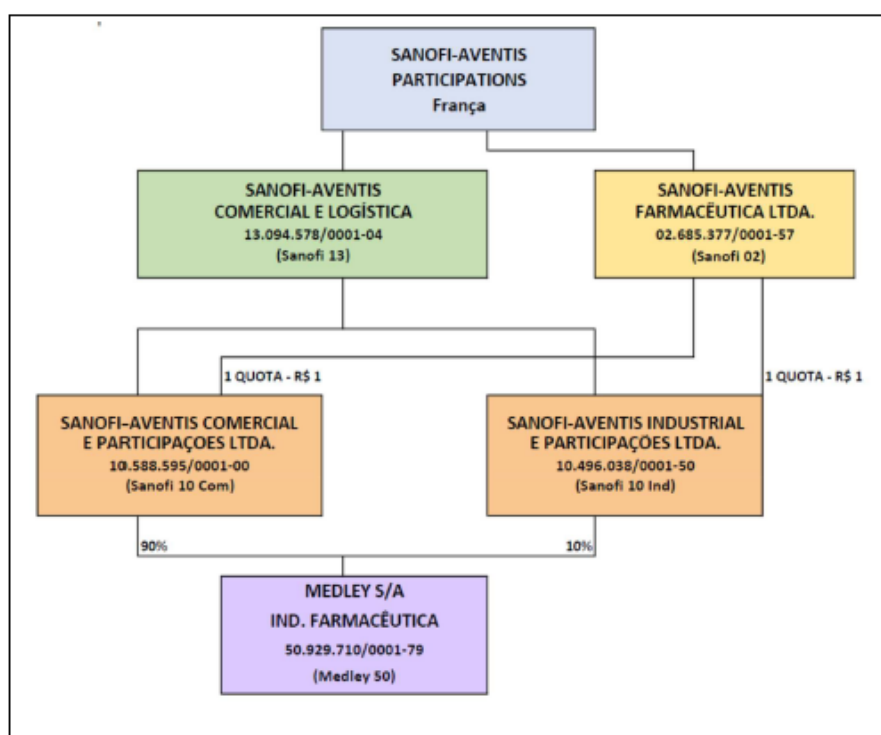 SANOFI-AVENTIS
PARTICIPATIONS
França
SANOFI-AVENTIS
COMERCIAL E LOGÍSTICA
13.094.578/0001-04
(Sanofi 13)
SANOFI-AVENTIS
FARMACÊUTICA LTDA.
02.685.377/0001-57
(Sanofi 02)
1 QUOTA - R$ 1
1 QUOTA - R$ 1
SANOFI-AVENTIS COMERCIAL
E PARTICIPAÇOES LTDA.
10.588.595/0001-00
(Sanofi 10 Com)
SANOFI-AVENTIS INDUSTRIAL
E PARTICIPAÇÕES LTDA.
10.496.038/0001-50
(Sanofi 10 Ind)
90%
10%
MEDLEY S/A
IND. FARMACÊUTICA
50.929.710/0001-79
(Medley 50)